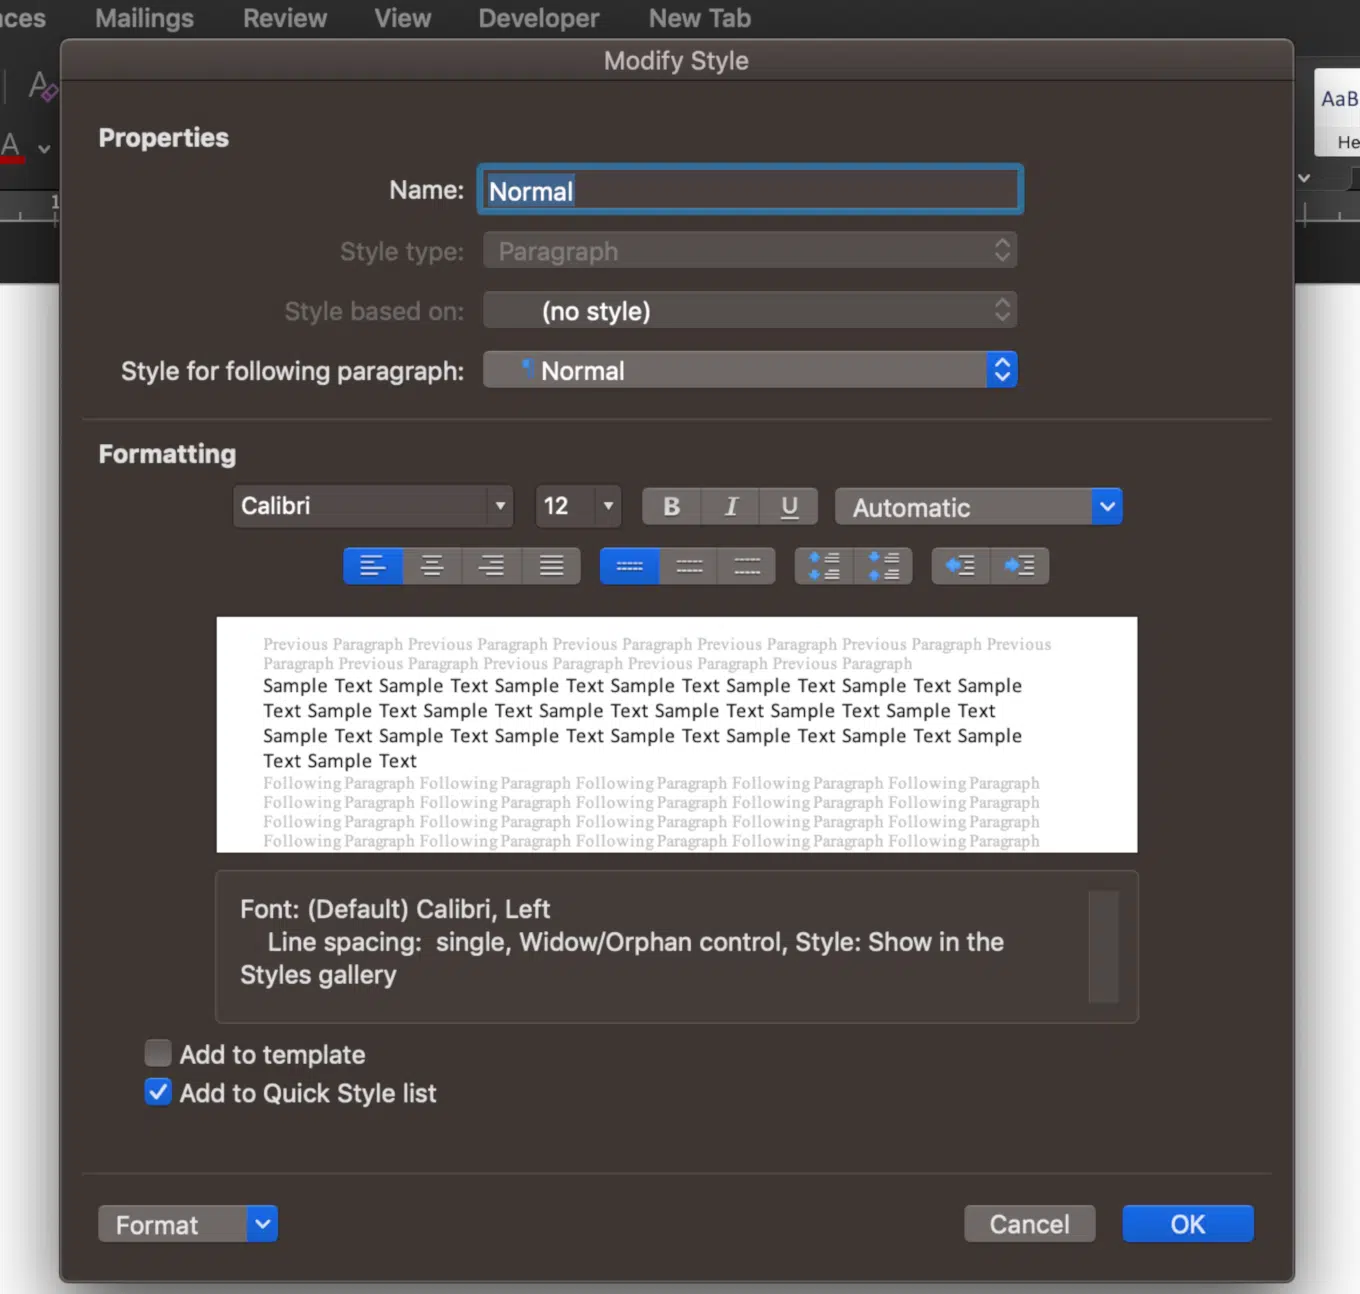 Mailings Review View Developer New Tab
Modify Style
Properties
Name: Normal
Style type: Paragraph
Style based on: (no style)
Style for following paragraph: Normal
Formatting
Calibri 12 B I U Automatic
Previous Paragraph Previous Paragraph Previous Paragraph Previous Paragraph Previous Paragraph Previous
Paragraph Previous Paragraph Previous Paragraph Previous Paragraph Previous Paragraph
Sample Text Sample Text Sample Text Sample Text Sample Text Sample Text Sample
Text Sample Text Sample Text Sample Text Sample Text Sample Text Sample Text
Sample Text Sample Text Sample Text Sample Text Sample Text Sample Text Sample
Text Sample Text
Following Paragraph Following Paragraph Following Paragraph Following Paragraph Following Paragraph
Following Paragraph Following Paragraph Following Paragraph Following Paragraph Following Paragraph
Following Paragraph Following Paragraph Following Paragraph Following Paragraph Following Paragraph
Following Paragraph Following Paragraph Following Paragraph Following Paragraph Following Paragraph
Font: (Default) Calibri, Left
Line spacing: single, Widow/Orphan control, Style: Show in the
Styles gallery
Add to template
Add to Quick Style list
Format Cancel OK